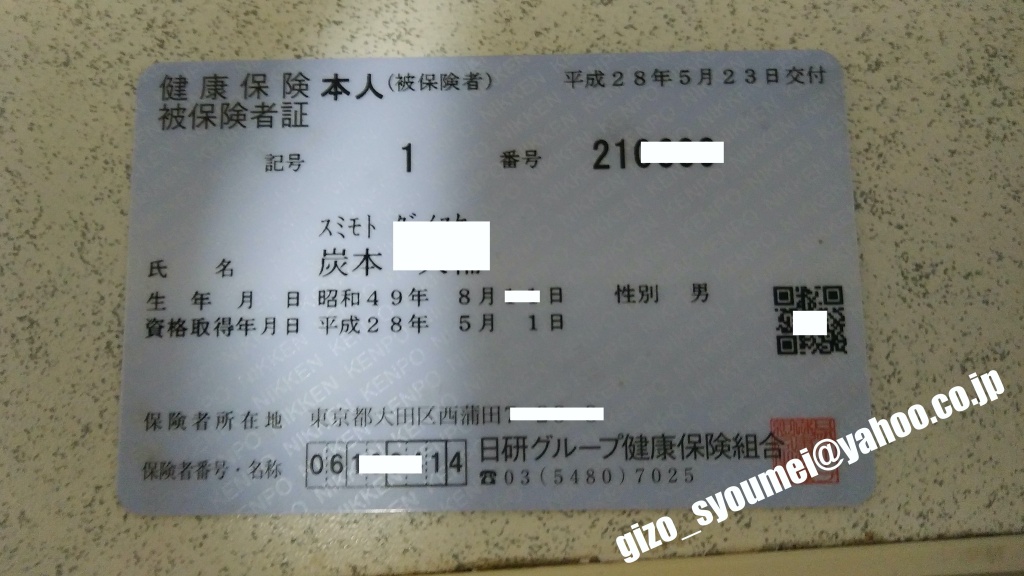 健康保険 本人(被保険者) 平成28年5月23日交付
被保険者証
記号 1 番号 210
スミモト
氏名 炭本
生年月日 昭和49年 8月 日 性別 男
資格取得年月日 平成28年 5月 1日
保険者所在地 東京都大田区西蒲田
保険者番号・名称 06 14 日研グループ健康保険組合
☎03(5480)7025
gizo_syoumei@yahoo.co.jp